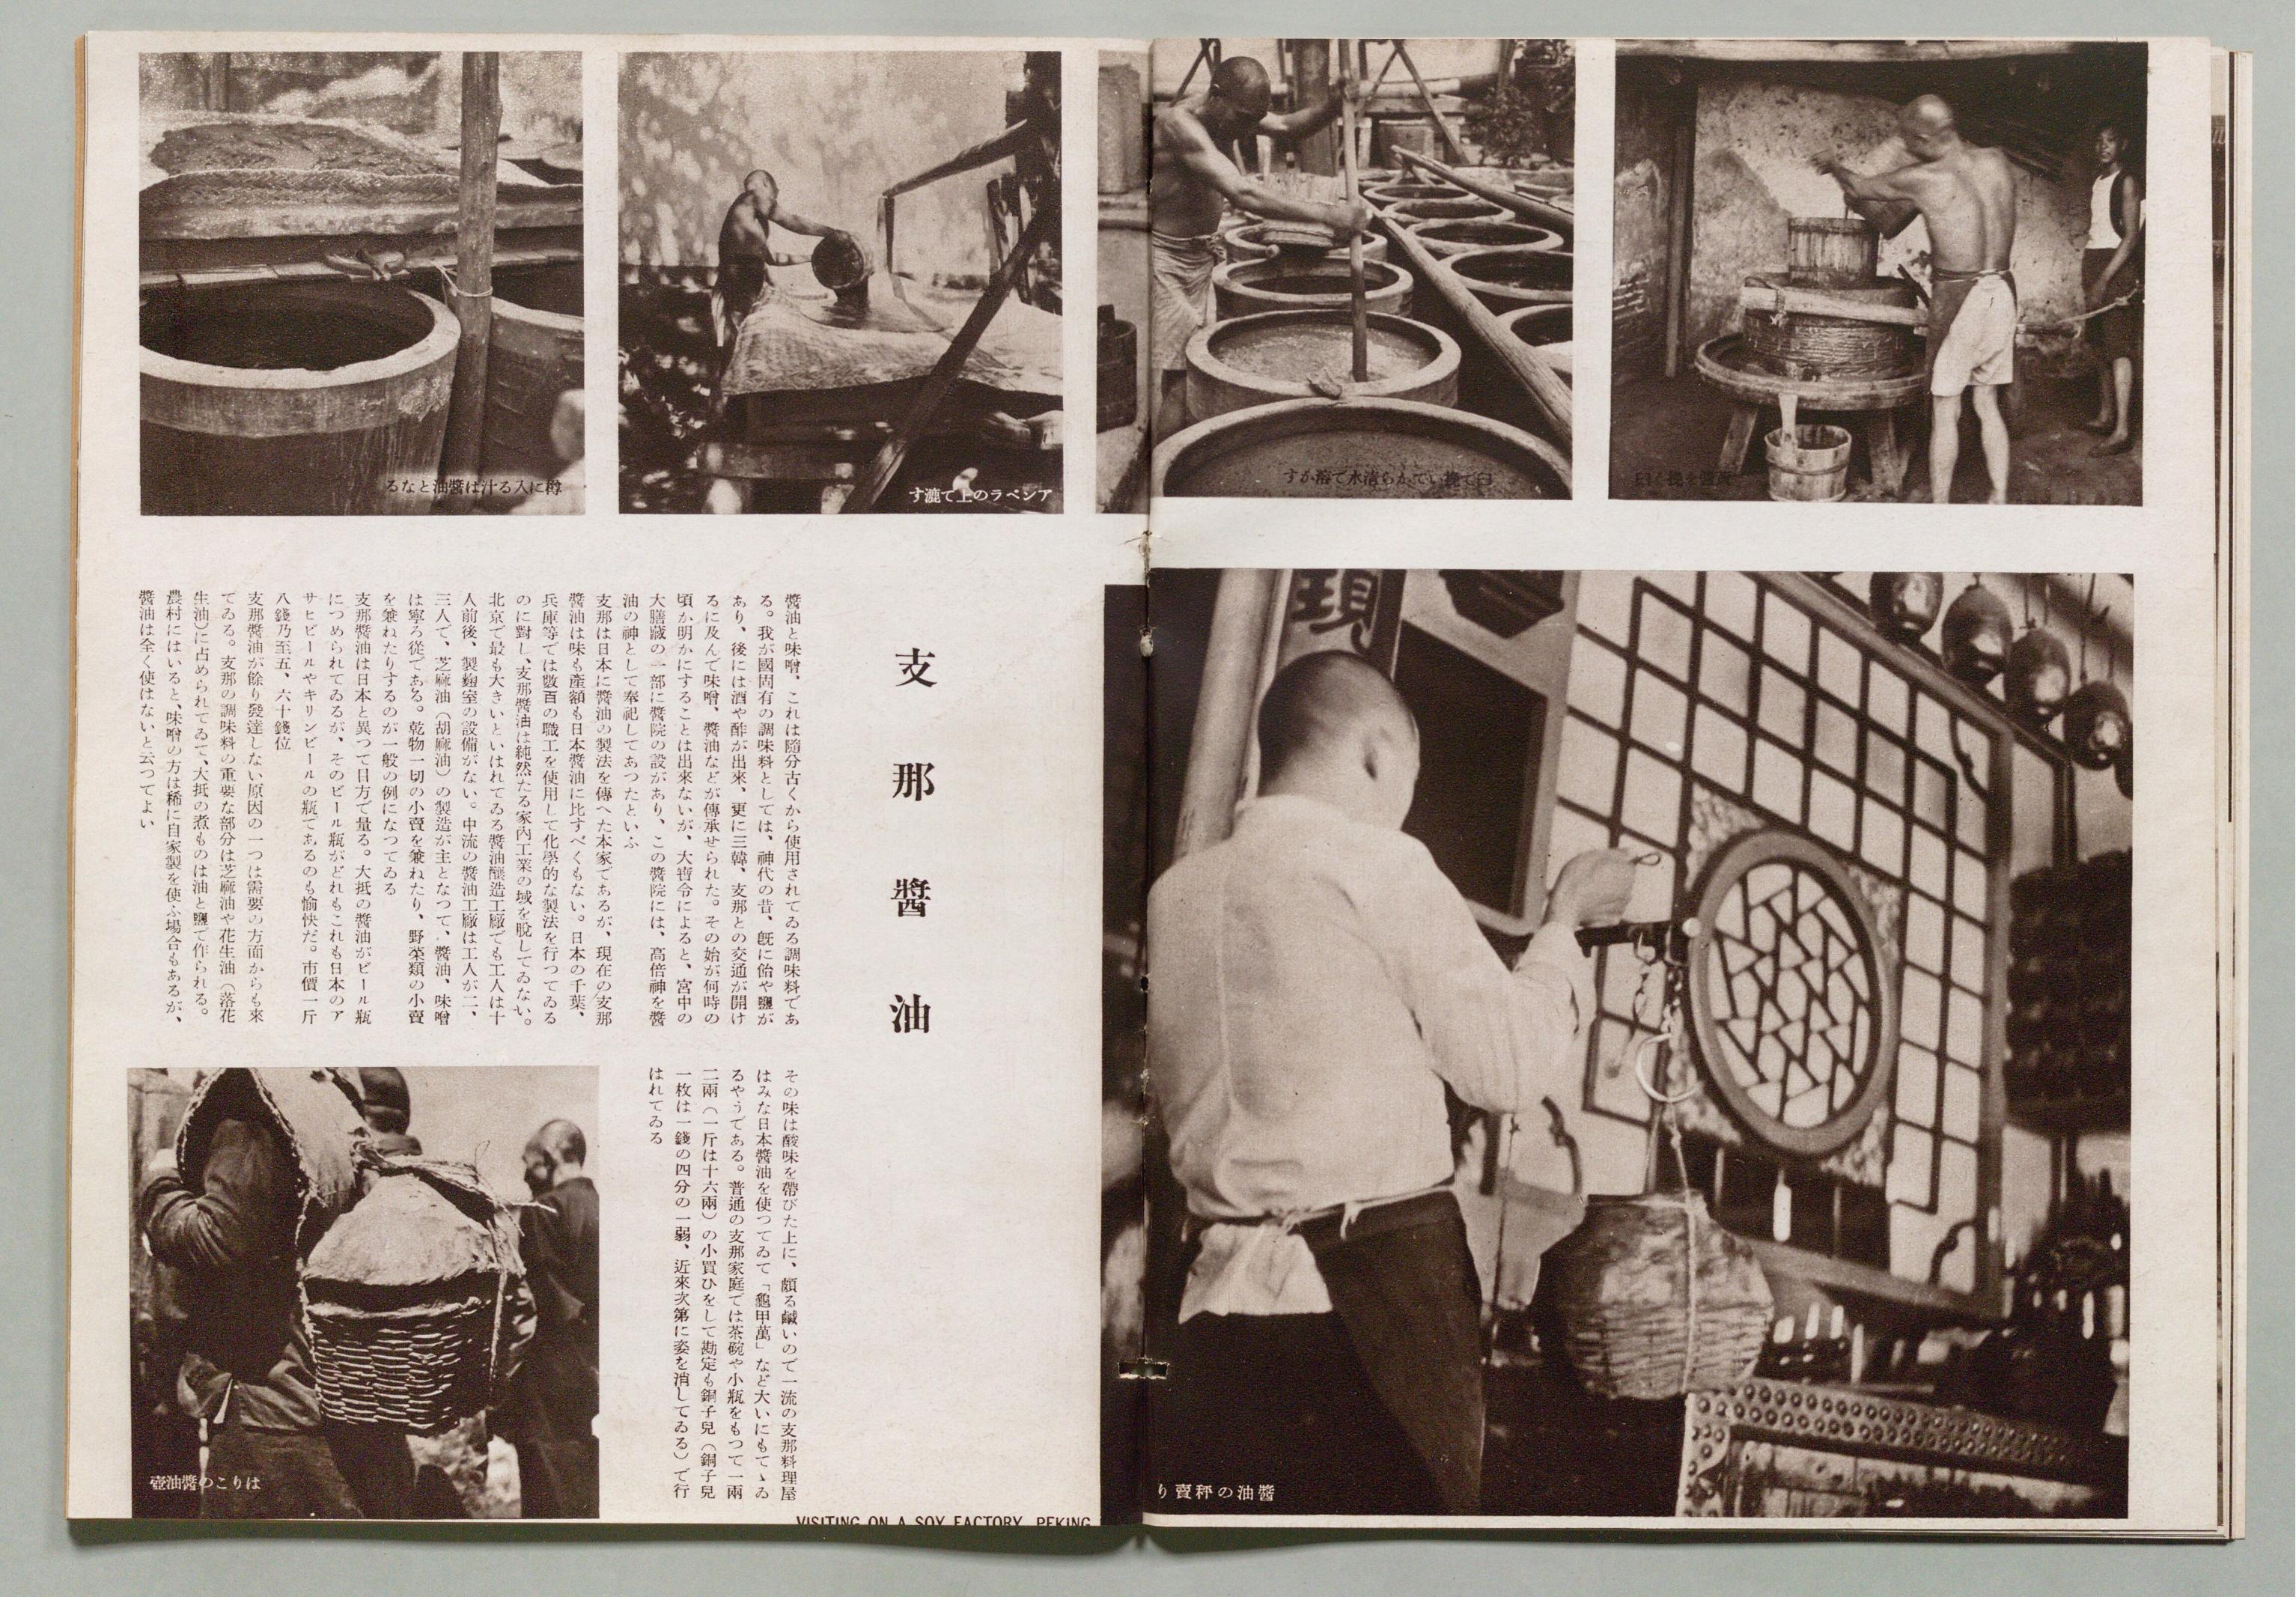 を挽く臼
臼で挽いてから清水で溶かす
アンペラの上で漉す
樽に入る汁は醬油となる
醬油の秤賣り
支那醬油
醬油と味噌、これは隨分古くから使用されてゐる調味料であ
る。我が國固有の調味料としては、神代の昔、旣に飴や鹽が
あり、後には酒や酢が出來、更に三韓、支那との交通が開け
るに及んで味噌、醬油などが傳承せられた。その始が何時の
頃か明かにすることは出來ないが、大寶令によると、宮中の
大膳藏の一部に醬院の設があり、この醬院には、高倍神を醬
油の神として奉祀してあつたといふ
支那は日本に醬油の製法を傳へた本家であるが、現在の支那
醬油は味も產額も日本醬油に比すべくもない。日本の千葉、
兵庫等では數百の職工を使用して化學的な製法を行つてゐる
のに對し、支那醬油は純然たる家內工業の域を脫してゐない。
北京で最も大きいといはれてゐる醬油釀造工廠でも工人は十
人前後、製麴室の設備がない。中流の醬油工廠は工人が二、
三人で、芝麻油（胡麻油）の製造が主となつて、醬油、味噌
は寧ろ從である。乾物一切の小賣を兼ねたり、野菜類の小賣
を兼ねたりするのが一般の例になつてゐる
支那醬油は日本と異つて目方で量る。大抵の醬油がビール瓶
につめられてゐるが、そのビール瓶がどれもこれも日本のア
サヒビールやキリンビールの瓶であるのも愉快だ。市價一斤
八錢乃至五、六十錢位
支那醬油が餘り發達しない原因の一つは需要の方面からも來
てゐる。支那の調味料の重要な部分は芝麻油や花生油（落花
生油）に占められてゐて、大抵の煮ものは油と鹽で作られる。
農村にはいると、味噌の方は稀に自家製を使ふ場合もあるが、
醬油は全く使はないと云つてよい
その味は酸味を帶びた上に、頗る鹹いので一流の支那料理屋
はみな日本醬油を使つてゐて「龜甲萬」など大いにもてゝゐ
るやうである。普通の支那家庭では茶碗や小瓶をもつて一兩
二兩（一斤は十六兩）の小買ひをして勘定も銅子兒（銅子兒
一枚は一錢の四分の一弱、近來次第に姿を消してゐる）で行
はれてゐる
はりこの醬油壺
VISITING ON A SOY FACTORY, PEKING